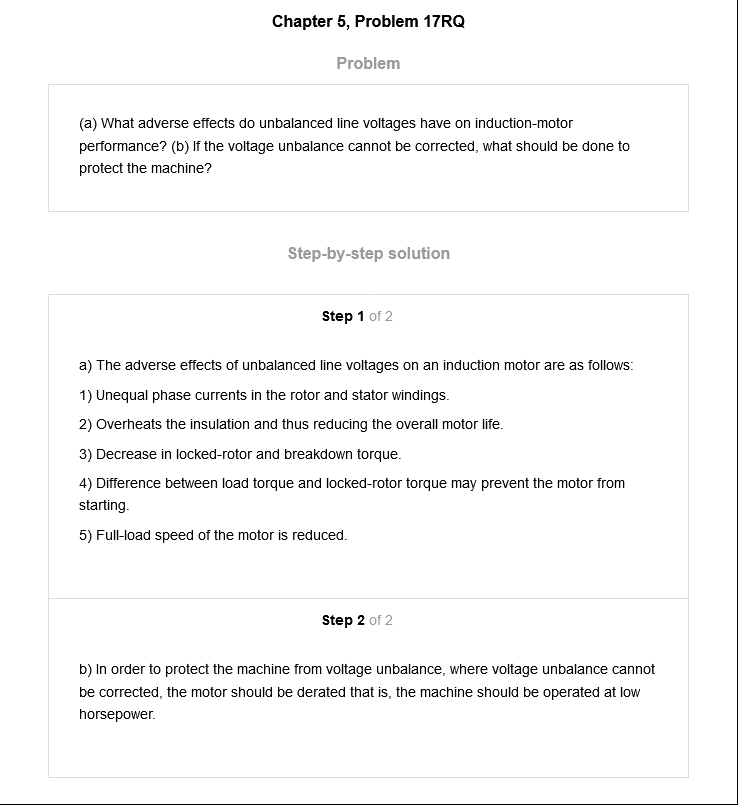 Chapter 5, Problem 17RQ
Problem
(a) What adverse effects do unbalanced line voltages have on induction-motor
performance? (b) If the voltage unbalance cannot be corrected, what should be done to
protect the machine?
Step-by-step solution
Step 1 of 2
a) The adverse effects of unbalanced line voltages on an induction motor are as follows:
1) Unequal phase currents in the rotor and stator windings.
2) Overheats the insulation and thus reducing the overall motor life.
3) Decrease in locked-rotor and breakdown torque.
4) Difference between load torque and locked-rotor torque may prevent the motor from
starting.
5) Full-load speed of the motor is reduced.
Step 2 of 2
b) In order to protect the machine from voltage unbalance, where voltage unbalance cannot
be corrected, the motor should be derated that is, the machine should be operated at low
horsepower.